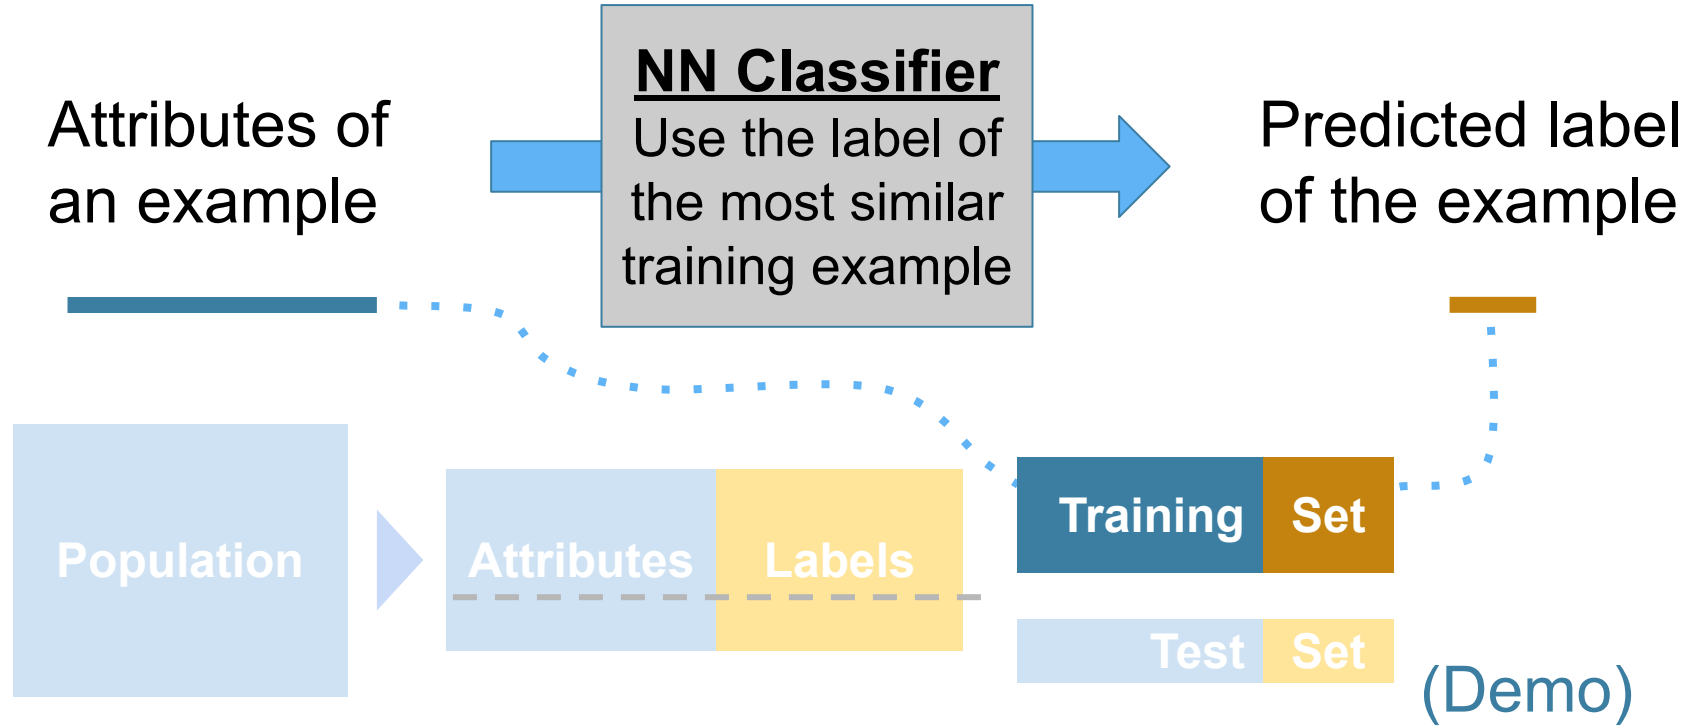 Attributes of
an example
NN Classifier
Use the label of
the most similar
training example
Predicted label
of the example
Population
Attributes Labels
Training Set
Test Set
(Demo)